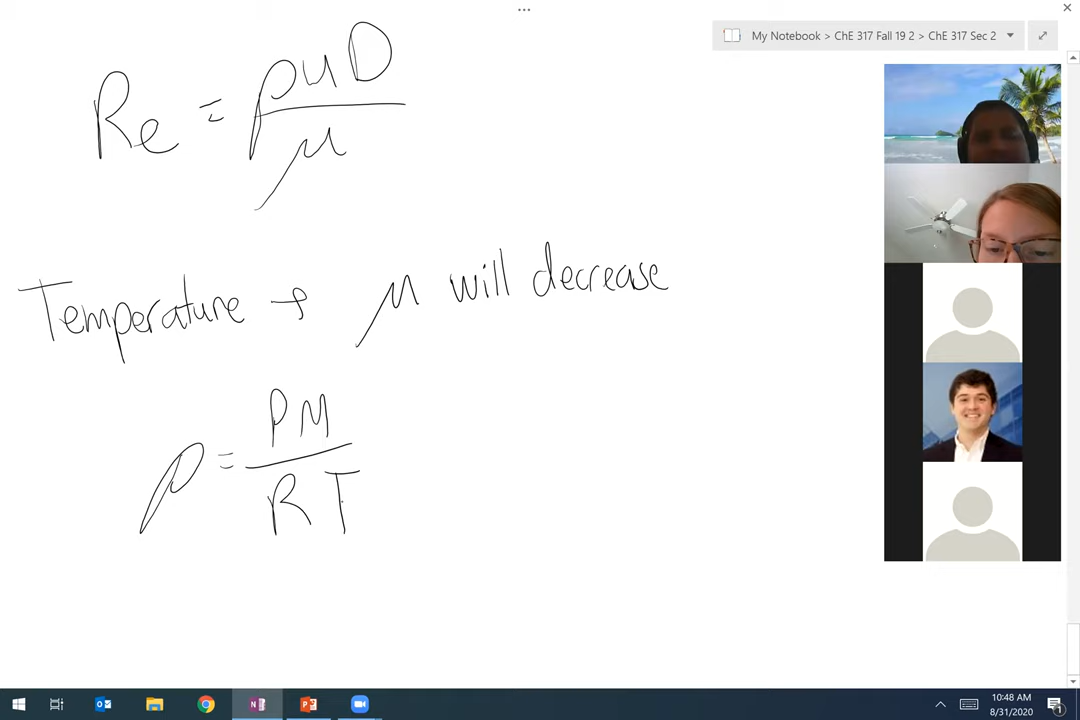 My Notebook > ChE 317 Fall 19 2 > ChE 317 Sec 2
Re = ρuD
μ
Temperature → μ will decrease
ρ = PM
RT
10:48 AM
8/31/2020